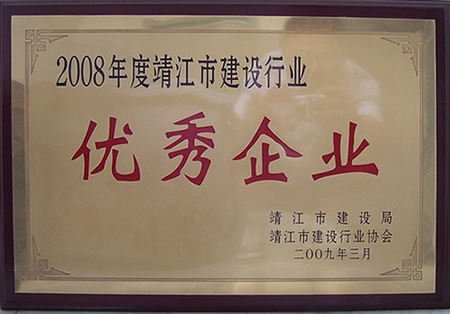 2008年度靖江市建设行业
优秀企业
靖江市建设局
靖江市建设行业协会
二00九年三月